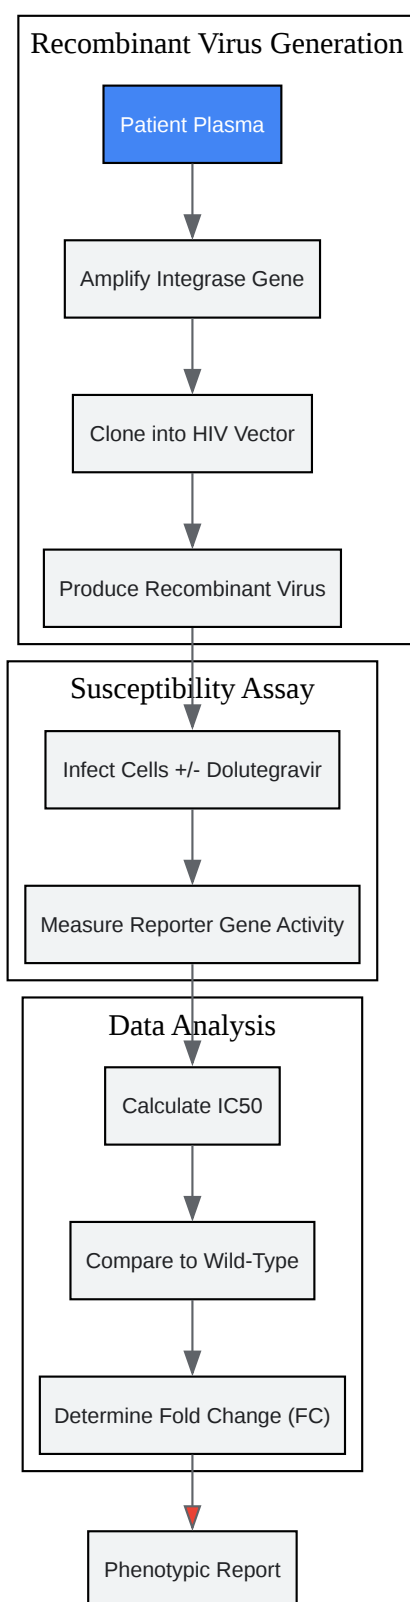 Recombinant Virus Generation
Patient Plasma
Amplify Integrase Gene
Clone into HIV Vector
Produce Recombinant Virus
Susceptibility Assay
Infect Cells +/- Dolutegravir
Measure Reporter Gene Activity
Data Analysis
Calculate IC50
Compare to Wild-Type
Determine Fold Change (FC)
Phenotypic Report